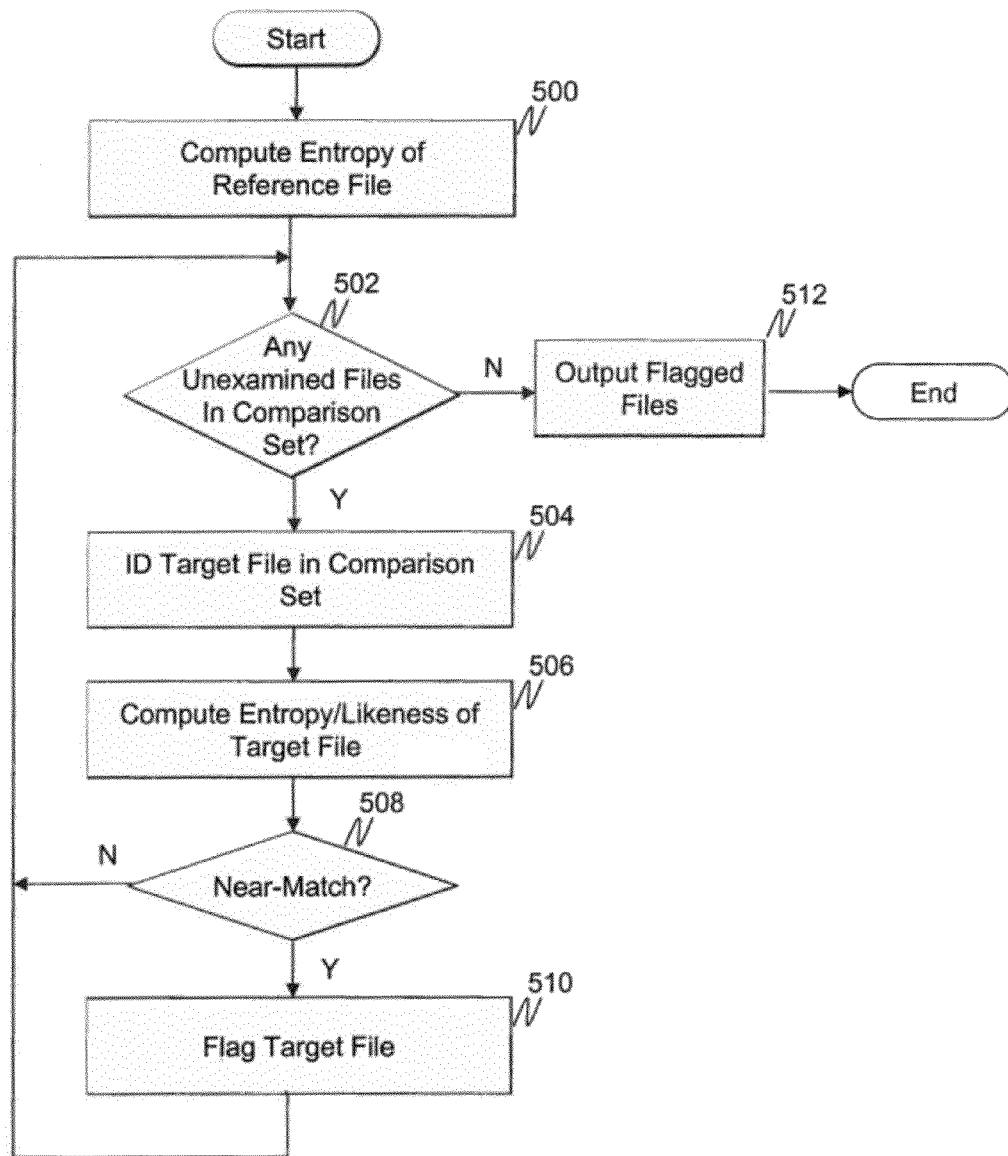 Start
500
Compute Entropy of
Reference File
502
Any
Unexamined Files
In Comparison
Set?
N
512
Output Flagged
Files
End
Y
504
ID Target File in Comparison
Set
506
Compute Entropy/Likeness of
Target File
508
N
Near-Match?
Y
510
Flag Target File